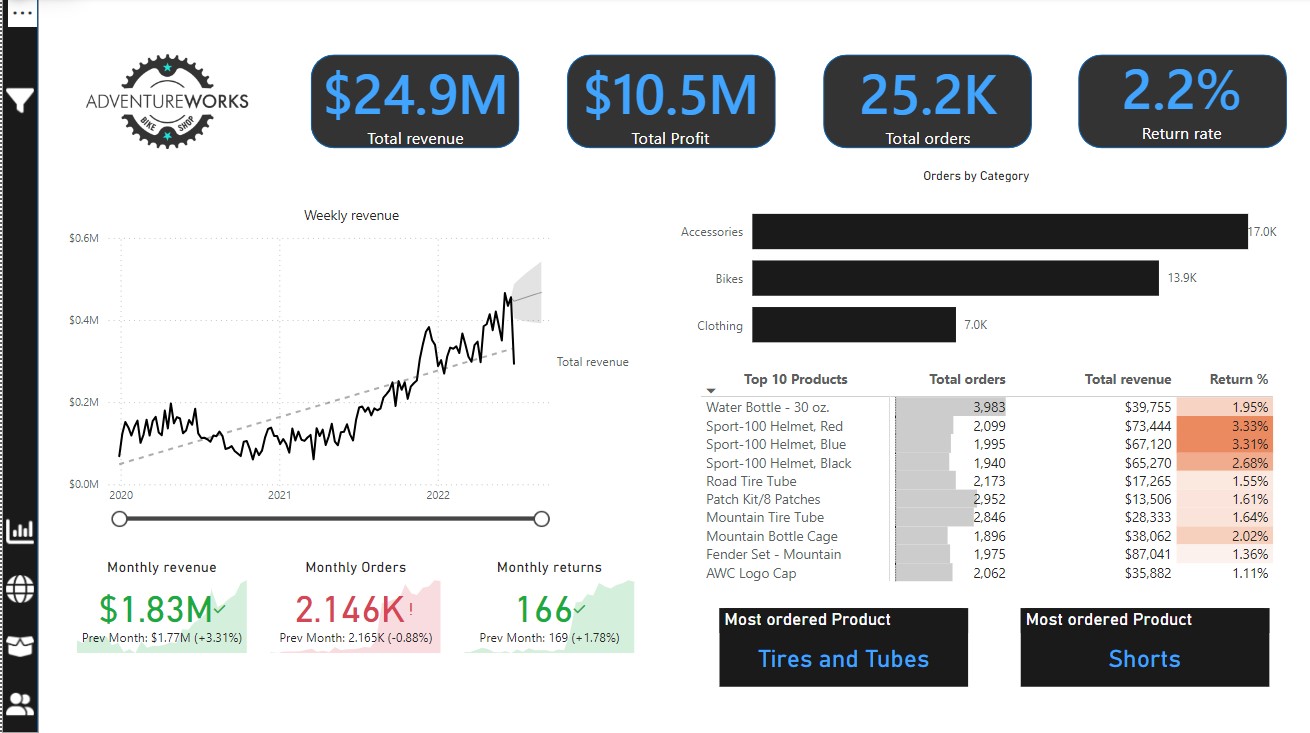 ...
ADVENTUREWORKS
BIKE SHOP
$24.9M
Total revenue
$10.5M
Total Profit
25.2K
Total orders
2.2%
Return rate
Weekly revenue
$0.6M
$0.4M
$0.2M
$0.0M
2020 2021 2022
Total revenue
Orders by Category
Accessories 17.0K
Bikes 13.9K
Clothing 7.0K
Top 10 Products Total orders Total revenue Return %
Water Bottle - 30 oz. 3,983 $39,755 1.95%
Sport-100 Helmet, Red 2,099 $73,444 3.33%
Sport-100 Helmet, Blue 1,995 $67,120 3.31%
Sport-100 Helmet, Black 1,940 $65,270 2.68%
Road Tire Tube 2,173 $17,265 1.55%
Patch Kit/8 Patches 2,952 $13,506 1.61%
Mountain Tire Tube 2,846 $28,333 1.64%
Mountain Bottle Cage 1,896 $38,062 2.02%
Fender Set - Mountain 1,975 $87,041 1.36%
AWC Logo Cap 2,062 $35,882 1.11%
Monthly revenue
$1.83M
Prev Month: $1.77M (+3.31%)
Monthly Orders
2.146K!
Prev Month: 2.165K (-0.88%)
Monthly returns
166
Prev Month: 169 (+1.78%)
Most ordered Product
Tires and Tubes
Most ordered Product
Shorts